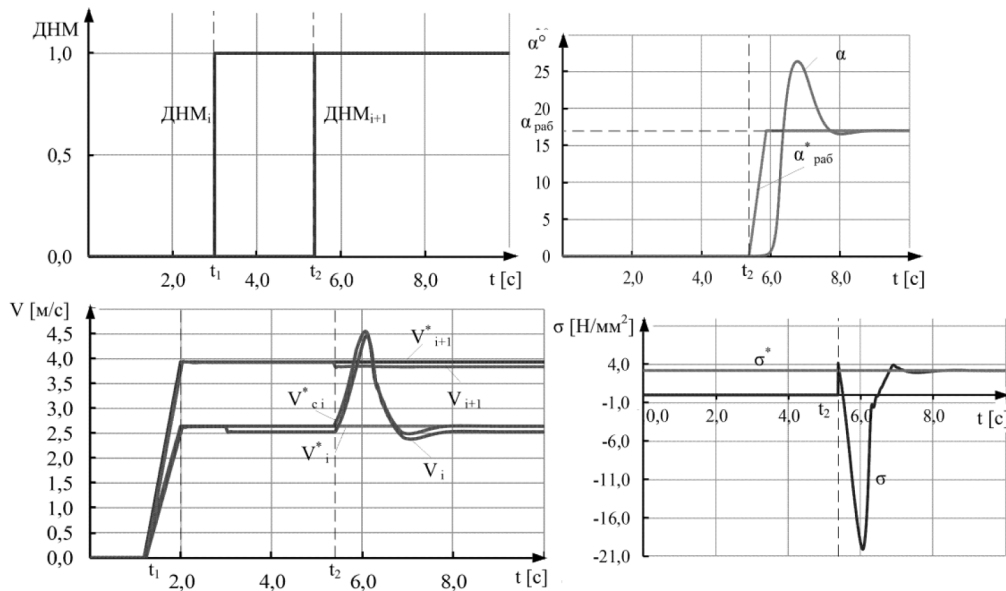 ДНМ
1,0
ДНМi
ДНМi+1
0,5
0,0
2,0
t1
4,0
t2
6,0
8,0
t [c]
α°
25
α
20
αраб
15
α*раб
10
5
0
2,0
4,0
t2
6,0
8,0
t [c]
V [м/с]
4,5
V*i+1
4,0
3,5
V*c i
Vi+1
3,0
2,5
V*i
Vi
2,0
1,5
1,0
0,5
0,0
t1
2,0
4,0
t2
6,0
8,0
t [c]
σ [Н/мм2]
4,0
σ*
-1,0
0,0
2,0
4,0
t2
6,0
8,0
t [c]
-6,0
-11,0
σ
-16,0
-21,0